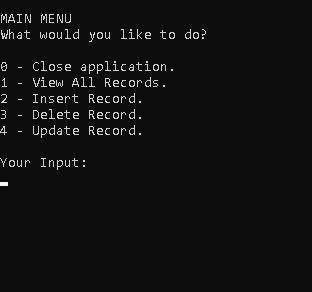 MAIN MENU
What would you like to do?
0 - Close application.
1 - View All Records.
2 - Insert Record.
3 - Delete Record.
4 - Update Record.
Your Input: